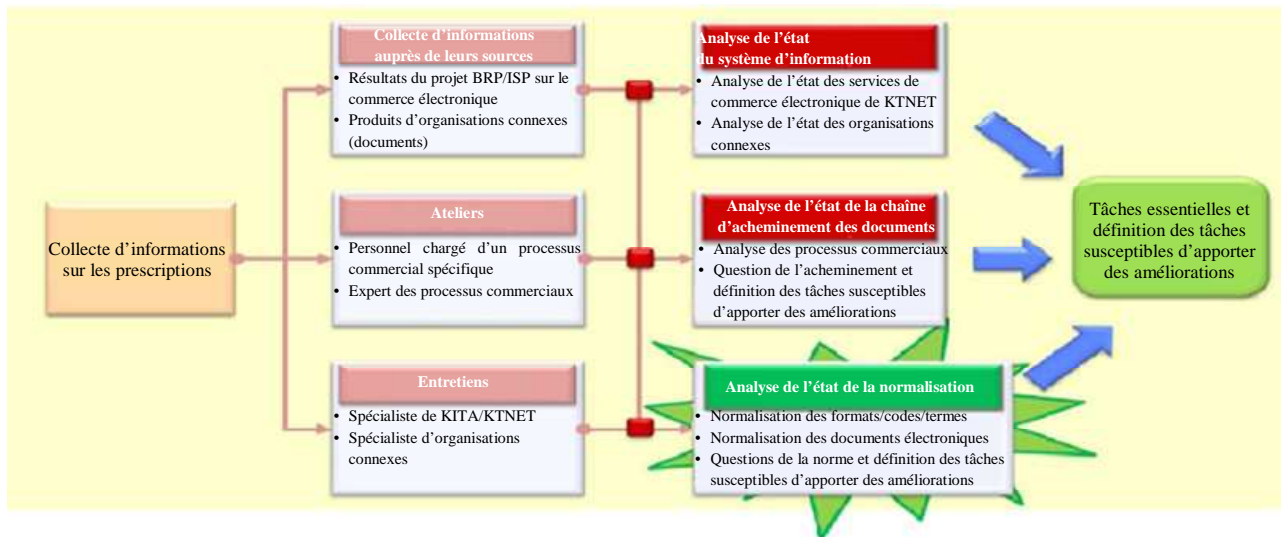 Collecte d'informations
sur les prescriptions
Collecte d'informations
auprès de leurs sources
• Résultats du projet BRP/ISP sur le
commerce électronique
• Produits d'organisations connexes
(documents)
Ateliers
• Personnel chargé d'un processus
commercial spécifique
• Expert des processus commerciaux
Entretiens
• Spécialiste de KITA/KTNET
• Spécialiste d'organisations
connexes
Analyse de l'état
du système d'information
• Analyse de l'état des services de
commerce électronique de KTNET
• Analyse de l'état des organisations
connexes
Analyse de l'état de la chaîne
d'acheminement des documents
• Analyse des processus commerciaux
• Question de l'acheminement et
définition des tâches susceptibles
d'apporter des améliorations
Analyse de l'état de la normalisation
• Normalisation des formats/codes/termes
• Normalisation des documents électroniques
• Questions de la norme et définition des tâches
susceptibles d'apporter des améliorations
Tâches essentielles et
définition des tâches
susceptibles d'apporter
des améliorations